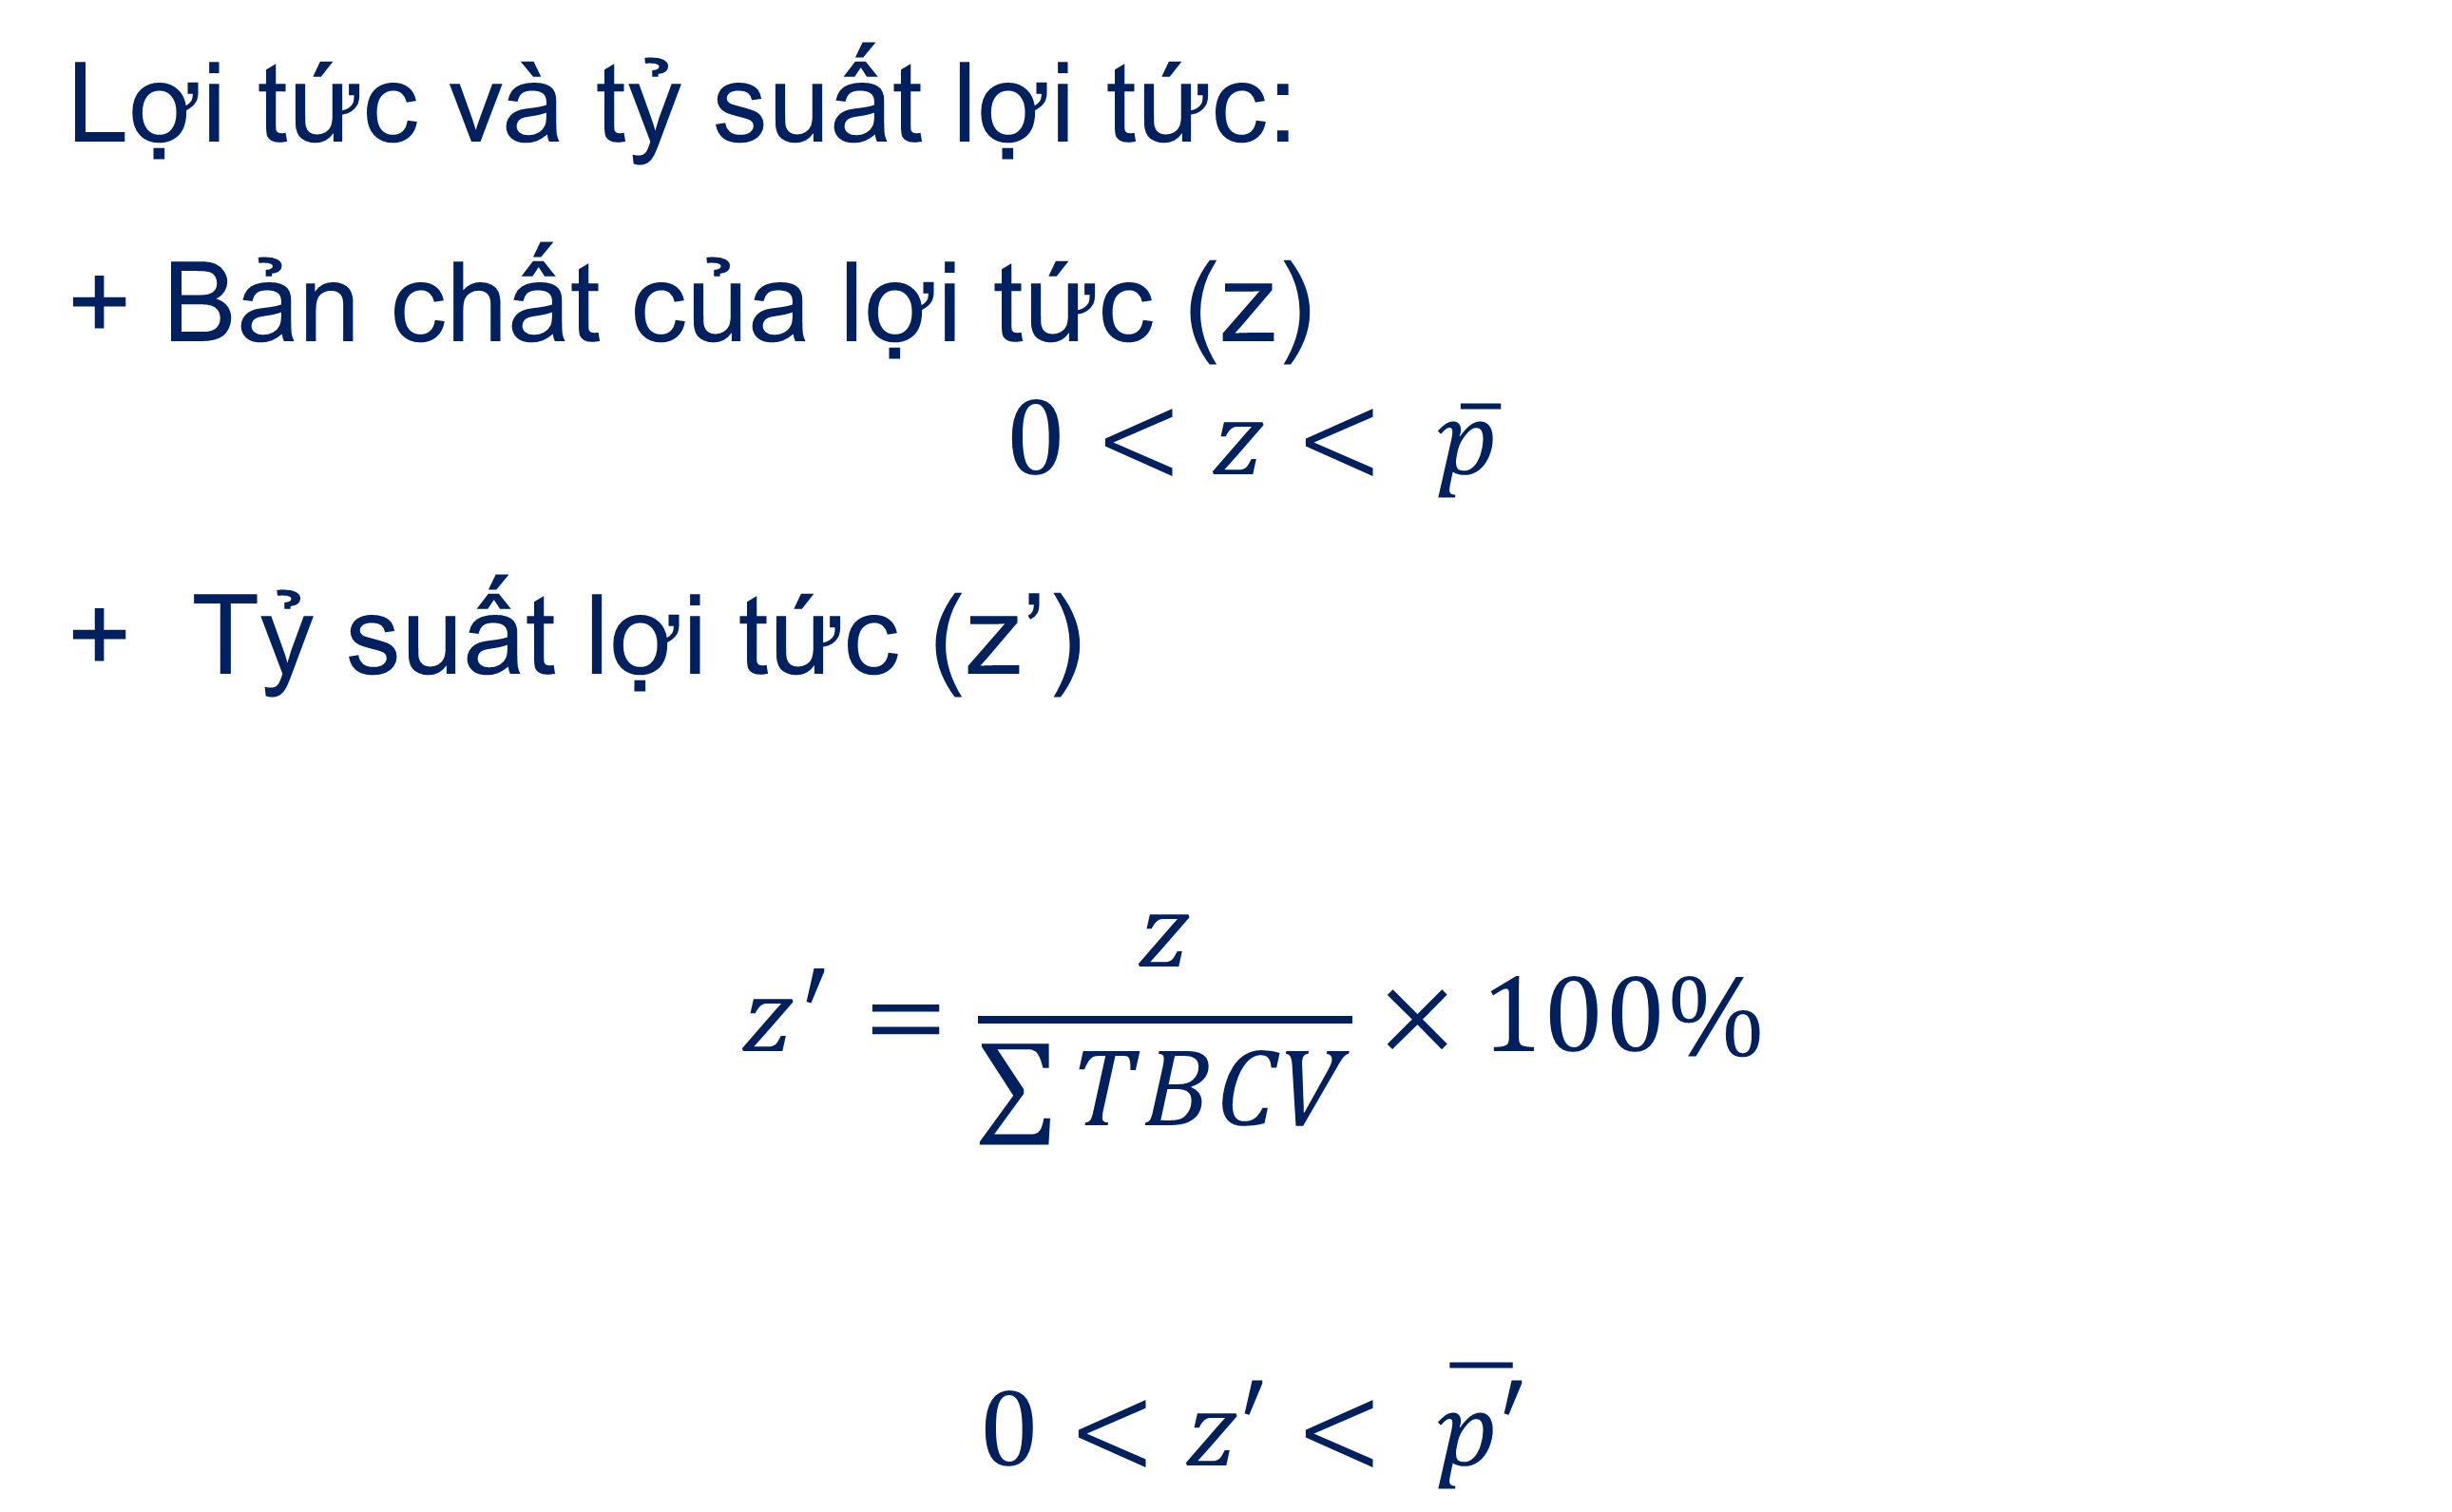 Lợi tức và tỷ suất lợi tức:
+ Bản chất của lợi tức (z)
0 < z < p̅
+ Tỷ suất lợi tức (z’)
z′ = z / ∑ TBCV × 100%
0 < z′ < p̅′